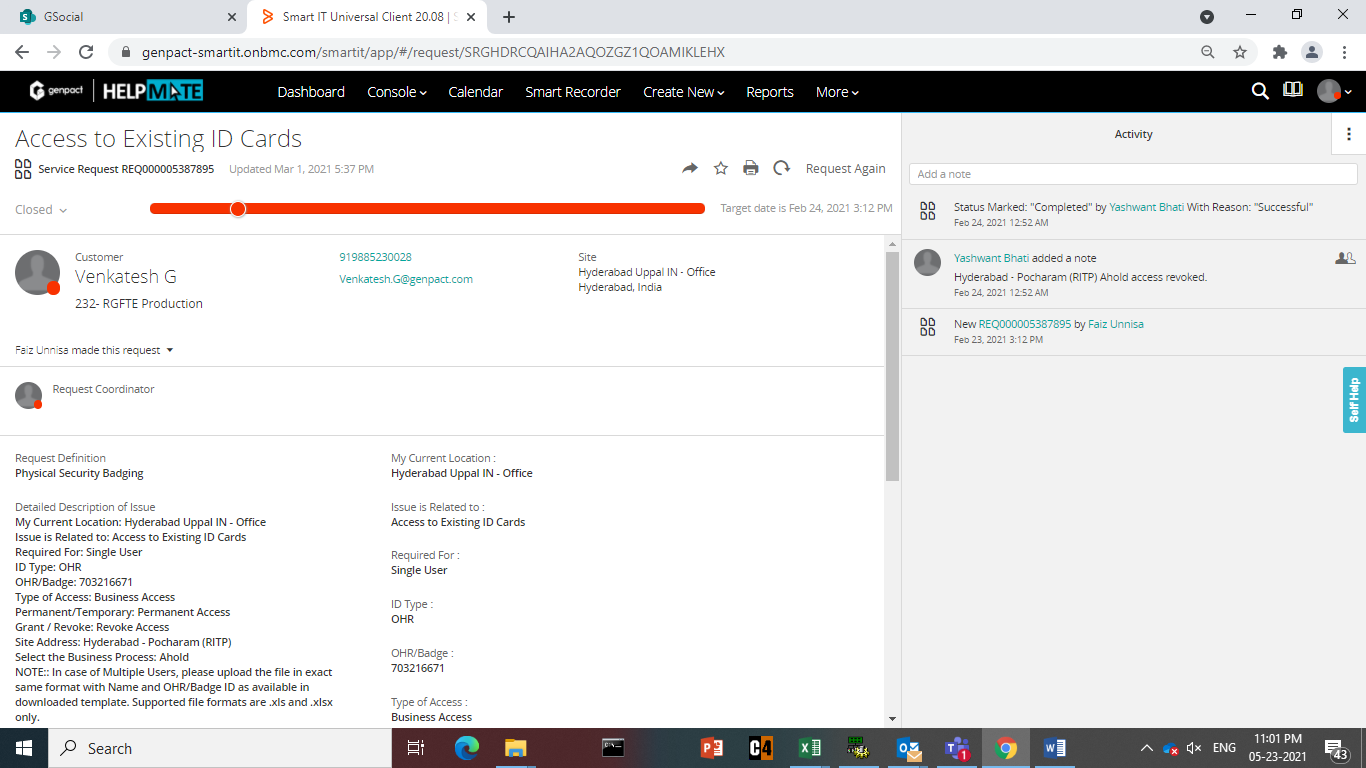 GSocial
Smart IT Universal Client 20.08 | S
genpact-smartit.onbmc.com/smartit/app/#/request/SRGHDRCQAIHA2AQOZGZ1QOAMIKLEHX
genpact HELPMATE
Dashboard Console Calendar Smart Recorder Create New Reports More
Access to Existing ID Cards
Service Request REQ000005387895 Updated Mar 1, 2021 5:37 PM
Request Again
Closed
Target date is Feb 24, 2021 3:12 PM
Customer
Venkatesh G
232- RGFTE Production
919885230028
Venkatesh.G@genpact.com
Site
Hyderabad Uppal IN - Office
Hyderabad, India
Faiz Unnisa made this request
Request Coordinator
Request Definition
Physical Security Badging
Detailed Description of Issue
My Current Location: Hyderabad Uppal IN - Office
Issue is Related to: Access to Existing ID Cards
Required For: Single User
ID Type: OHR
OHR/Badge: 703216671
Type of Access: Business Access
Permanent/Temporary: Permanent Access
Grant / Revoke: Revoke Access
Site Address: Hyderabad - Pocharam (RITP)
Select the Business Process: Ahold
NOTE:: In case of Multiple Users, please upload the file in exact
same format with Name and OHR/Badge ID as available in
downloaded template. Supported file formats are .xls and .xlsx
only.
My Current Location :
Hyderabad Uppal IN - Office
Issue is Related to :
Access to Existing ID Cards
Required For :
Single User
ID Type :
OHR
OHR/Badge :
703216671
Type of Access :
Business Access
Activity
Add a note
Status Marked: "Completed" by Yashwant Bhati With Reason: "Successful"
Feb 24, 2021 12:52 AM
Yashwant Bhati added a note
Hyderabad - Pocharam (RITP) Ahold access revoked.
Feb 24, 2021 12:52 AM
New REQ000005387895 by Faiz Unnisa
Feb 23, 2021 3:12 PM
Self Help
Search
C4
1
ENG
11:01 PM
05-23-2021
43